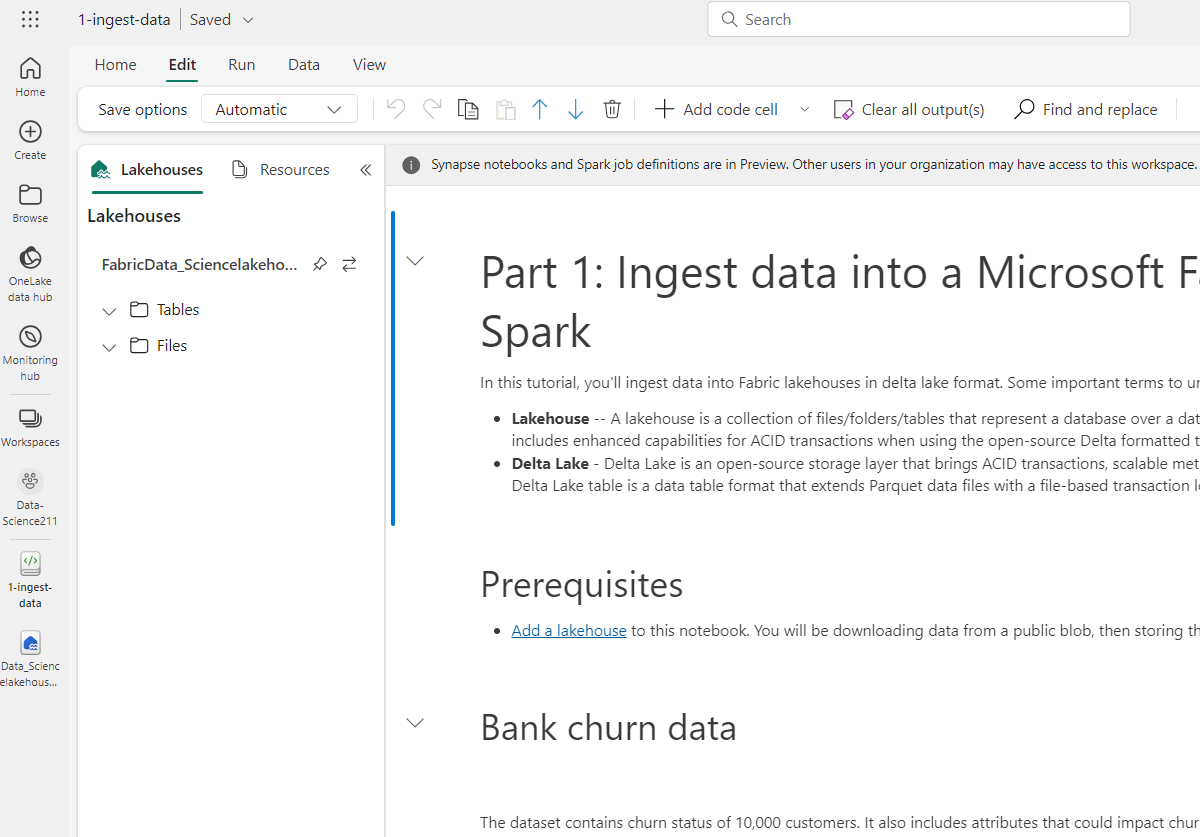 1-ingest-data
Saved
Search
Home
Edit
Run
Data
View
Save options
Automatic
Add code cell
Clear all output(s)
Find and replace
Home
Create
Browse
OneLake
data hub
Monitoring
hub
Workspaces
Data-
Science211
1-ingest-
data
Data_Scienc
elakehous...
Lakehouses
Resources
Lakehouses
FabricData_Sciencelakeho...
Tables
Files
Synapse notebooks and Spark job definitions are in Preview. Other users in your organization may have access to this workspace.
Part 1: Ingest data into a Microsoft
Spark
In this tutorial, you'll ingest data into Fabric lakehouses in delta lake format. Some important terms to
Lakehouse -- A lakehouse is a collection of files/folders/tables that represent a database over a
includes enhanced capabilities for ACID transactions when using the open-source Delta formatted
Delta Lake - Delta Lake is an open-source storage layer that brings ACID transactions, scalable
Delta Lake table is a data table format that extends Parquet data files with a file-based transaction
Prerequisites
Add a lakehouse to this notebook. You will be downloading data from a public blob, then storing
Bank churn data
The dataset contains churn status of 10,000 customers. It also includes attributes that could impact